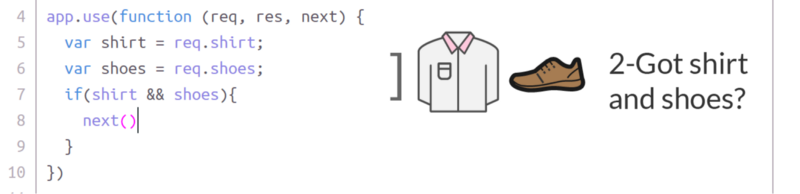 4 app.use(function (req, res, next) {
5 var shirt = req.shirt;
6 var shoes = req.shoes;
7 if(shirt && shoes){
8 next()
9 }
10 })
]
2-Got shirt
and shoes?